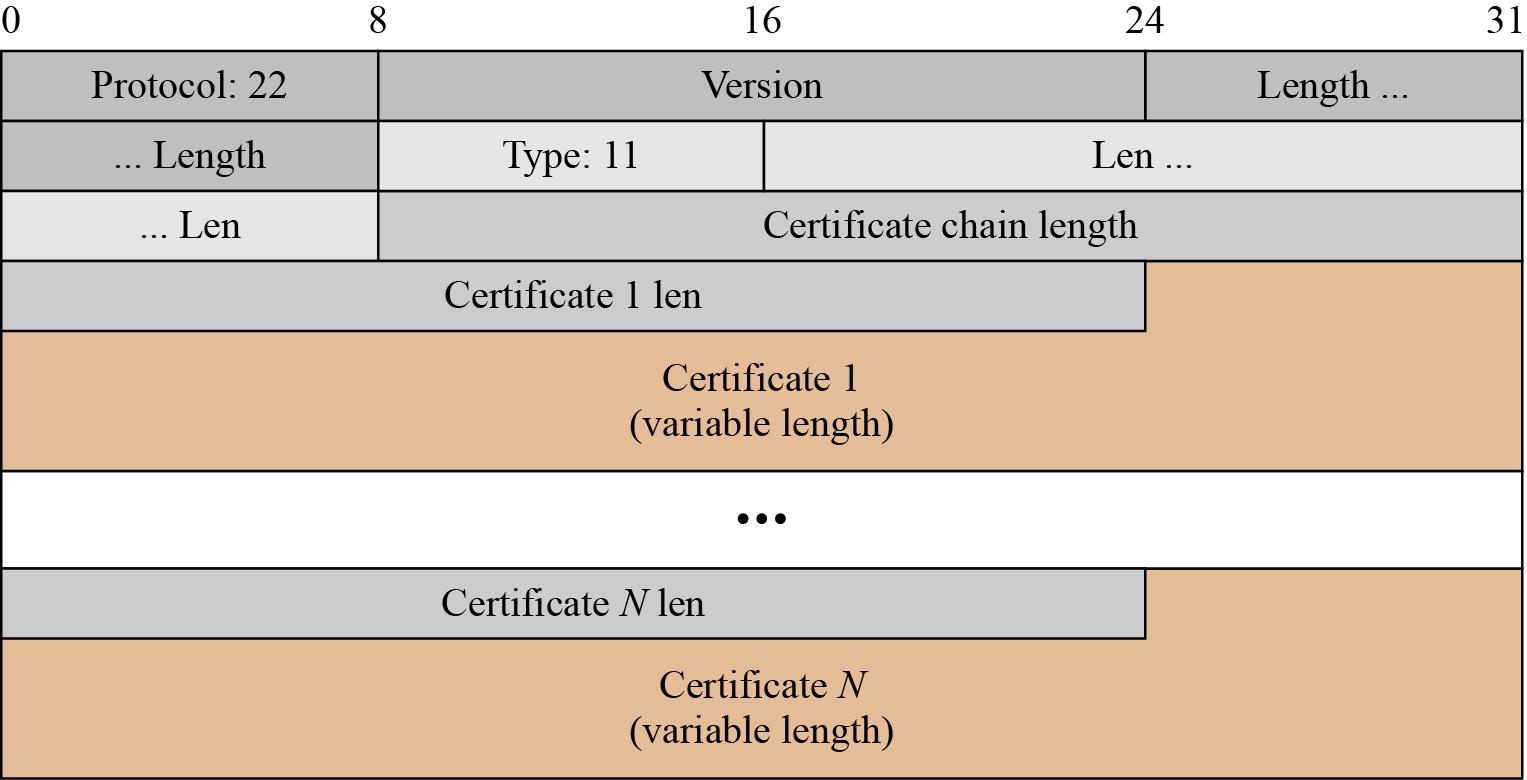 0 8 16 24 31
Protocol: 22 Version Length ...
... Length Type: 11 Len ...
... Len Certificate chain length
Certificate 1 len
Certificate 1
(variable length)
•••
Certificate N len
Certificate N
(variable length)